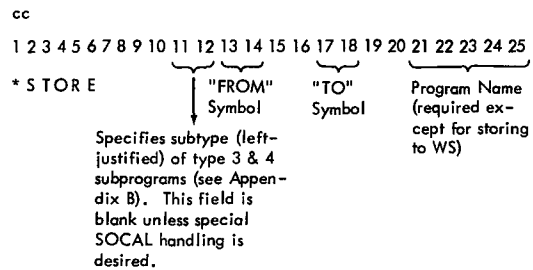 cc
1 2 3 4 5 6 7 8 9 10 11 12 13 14 15 16 17 18 19 20 21 22 23 24 25
* S T O R E
"FROM" Symbol
"TO" Symbol
Program Name
(required ex-
cept for storing
to WS)
Specifies subtype (left-
justified) of type 3 & 4
subprograms (see Appen-
dix B). This field is
blank unless special
SOCAL handling is
desired.